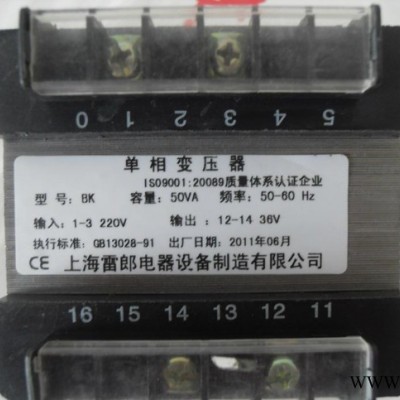 0 1 2 3 4 5
单相变压器
IS09001:20089质量体系认证企业
型号: BK 容量: 50VA 频率: 50-60 Hz
输入: 1-3 220V 输出: 12-14 36V
执行标准: GB13028-91 出厂日期: 2011年06月
CE 上海雷郎电器设备制造有限公司
16 15 14 13 12 11
www